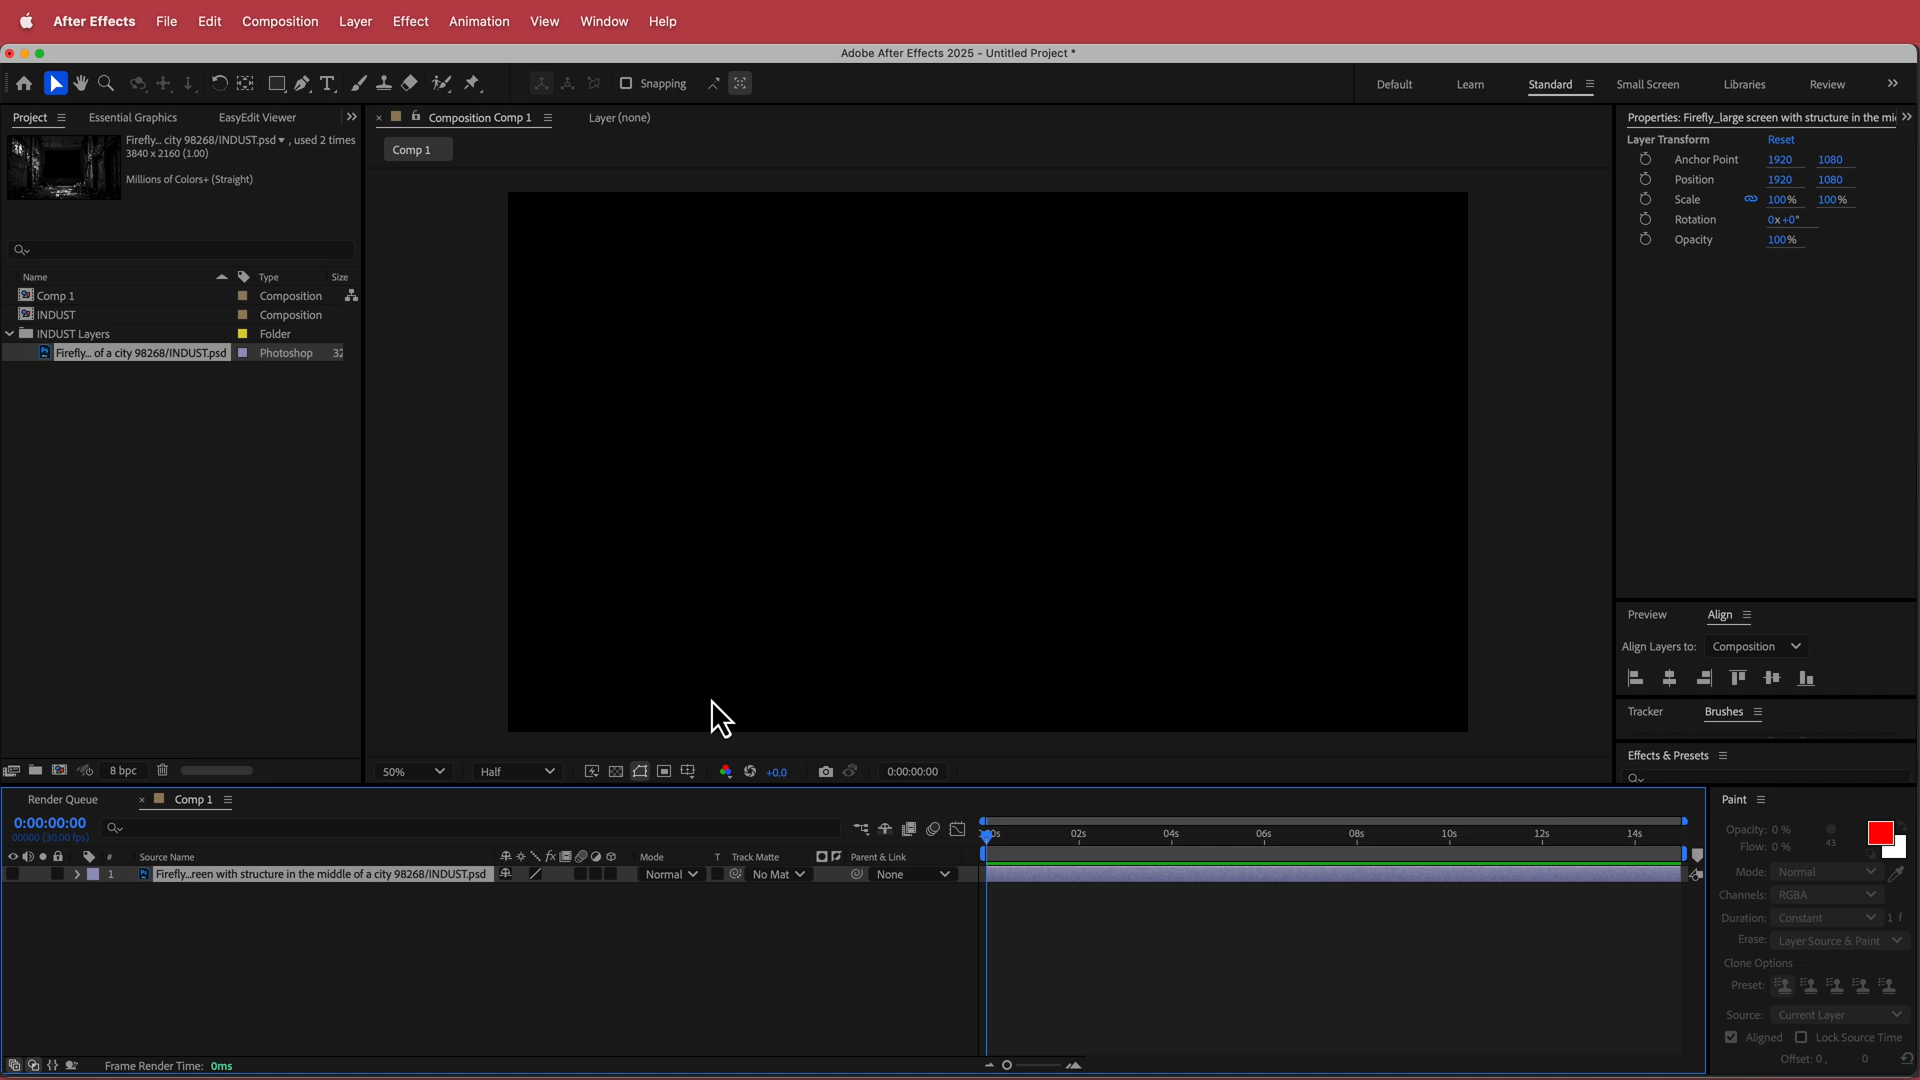 After Effects File Edit Composition Layer Effect Animation View Window Help
Adobe After Effects 2025 - Untitled Project *
Snapping
Default Learn Standard Small Screen Libraries Review
Project Essential Graphics EasyEdit Viewer
Firefly... city 98268/INDUST.psd , used 2 times
3840 x 2160 (1.00)
Millions of Colors+ (Straight)
Name Type Size
Comp 1 Composition
INDUST Composition
INDUST Layers Folder
Firefly... of a city 98268/INDUST.psd Photoshop 32
8 bpc
Composition Comp 1 Layer (none)
Comp 1
50% Half +0.0 0:00:00:00
Properties: Firefly_large screen with structure in the mi
Layer Transform Reset
Anchor Point 1920 1080
Position 1920 1080
Scale 100% 100%
Rotation 0x+0°
Opacity 100%
Preview Align
Align Layers to: Composition
Tracker Brushes
Effects & Presets
Render Queue Comp 1
0:00:00:00
00000 (30.00 fps)
# Source Name Mode T Track Matte Parent & Link
1 Firefly...reen with structure in the middle of a city 98268/INDUST.psd Normal No Mat None
02s 04s 06s 08s 10s 12s 14s
Frame Render Time: 0ms
Paint
Opacity: 0 %
Flow: 0 % 43
Mode: Normal
Channels: RGBA
Duration: Constant 1 f
Erase: Layer Source & Paint
Clone Options
Preset:
Source: Current Layer
Aligned Lock Source Time
Offset: 0 , 0